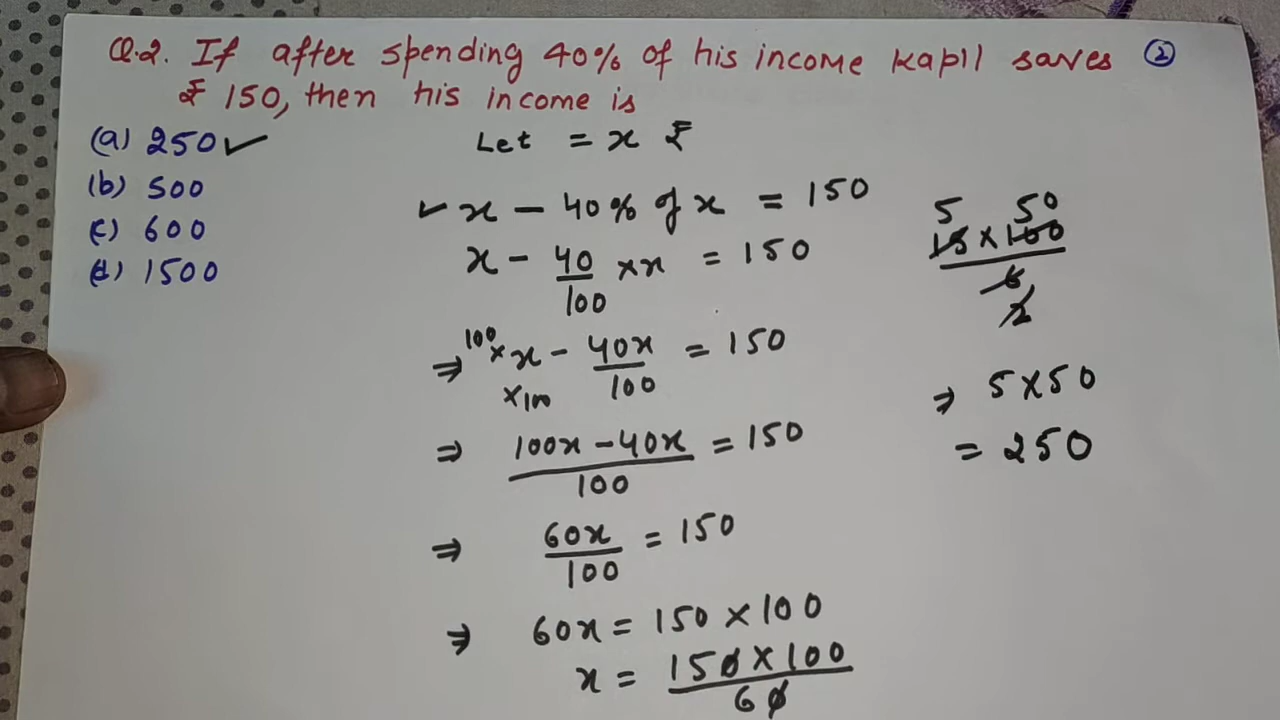 Q.2. If after spending 40% of his income Kapil saves ②
₹ 150, then his income is
(a) 250 ✓
(b) 500
(c) 600
(d) 1500
Let = x ₹
✓ x - 40% of x = 150
x - 40/100 × x = 150
⇒ 100 × x - 40x/100 = 150
×100
⇒ 100x - 40x/100 = 150
⇒ 60x/100 = 150
⇒ 60x = 150 × 100
x = 150 × 100/60
5 50
15 × 100
6
2
⇒ 5 × 50
= 250